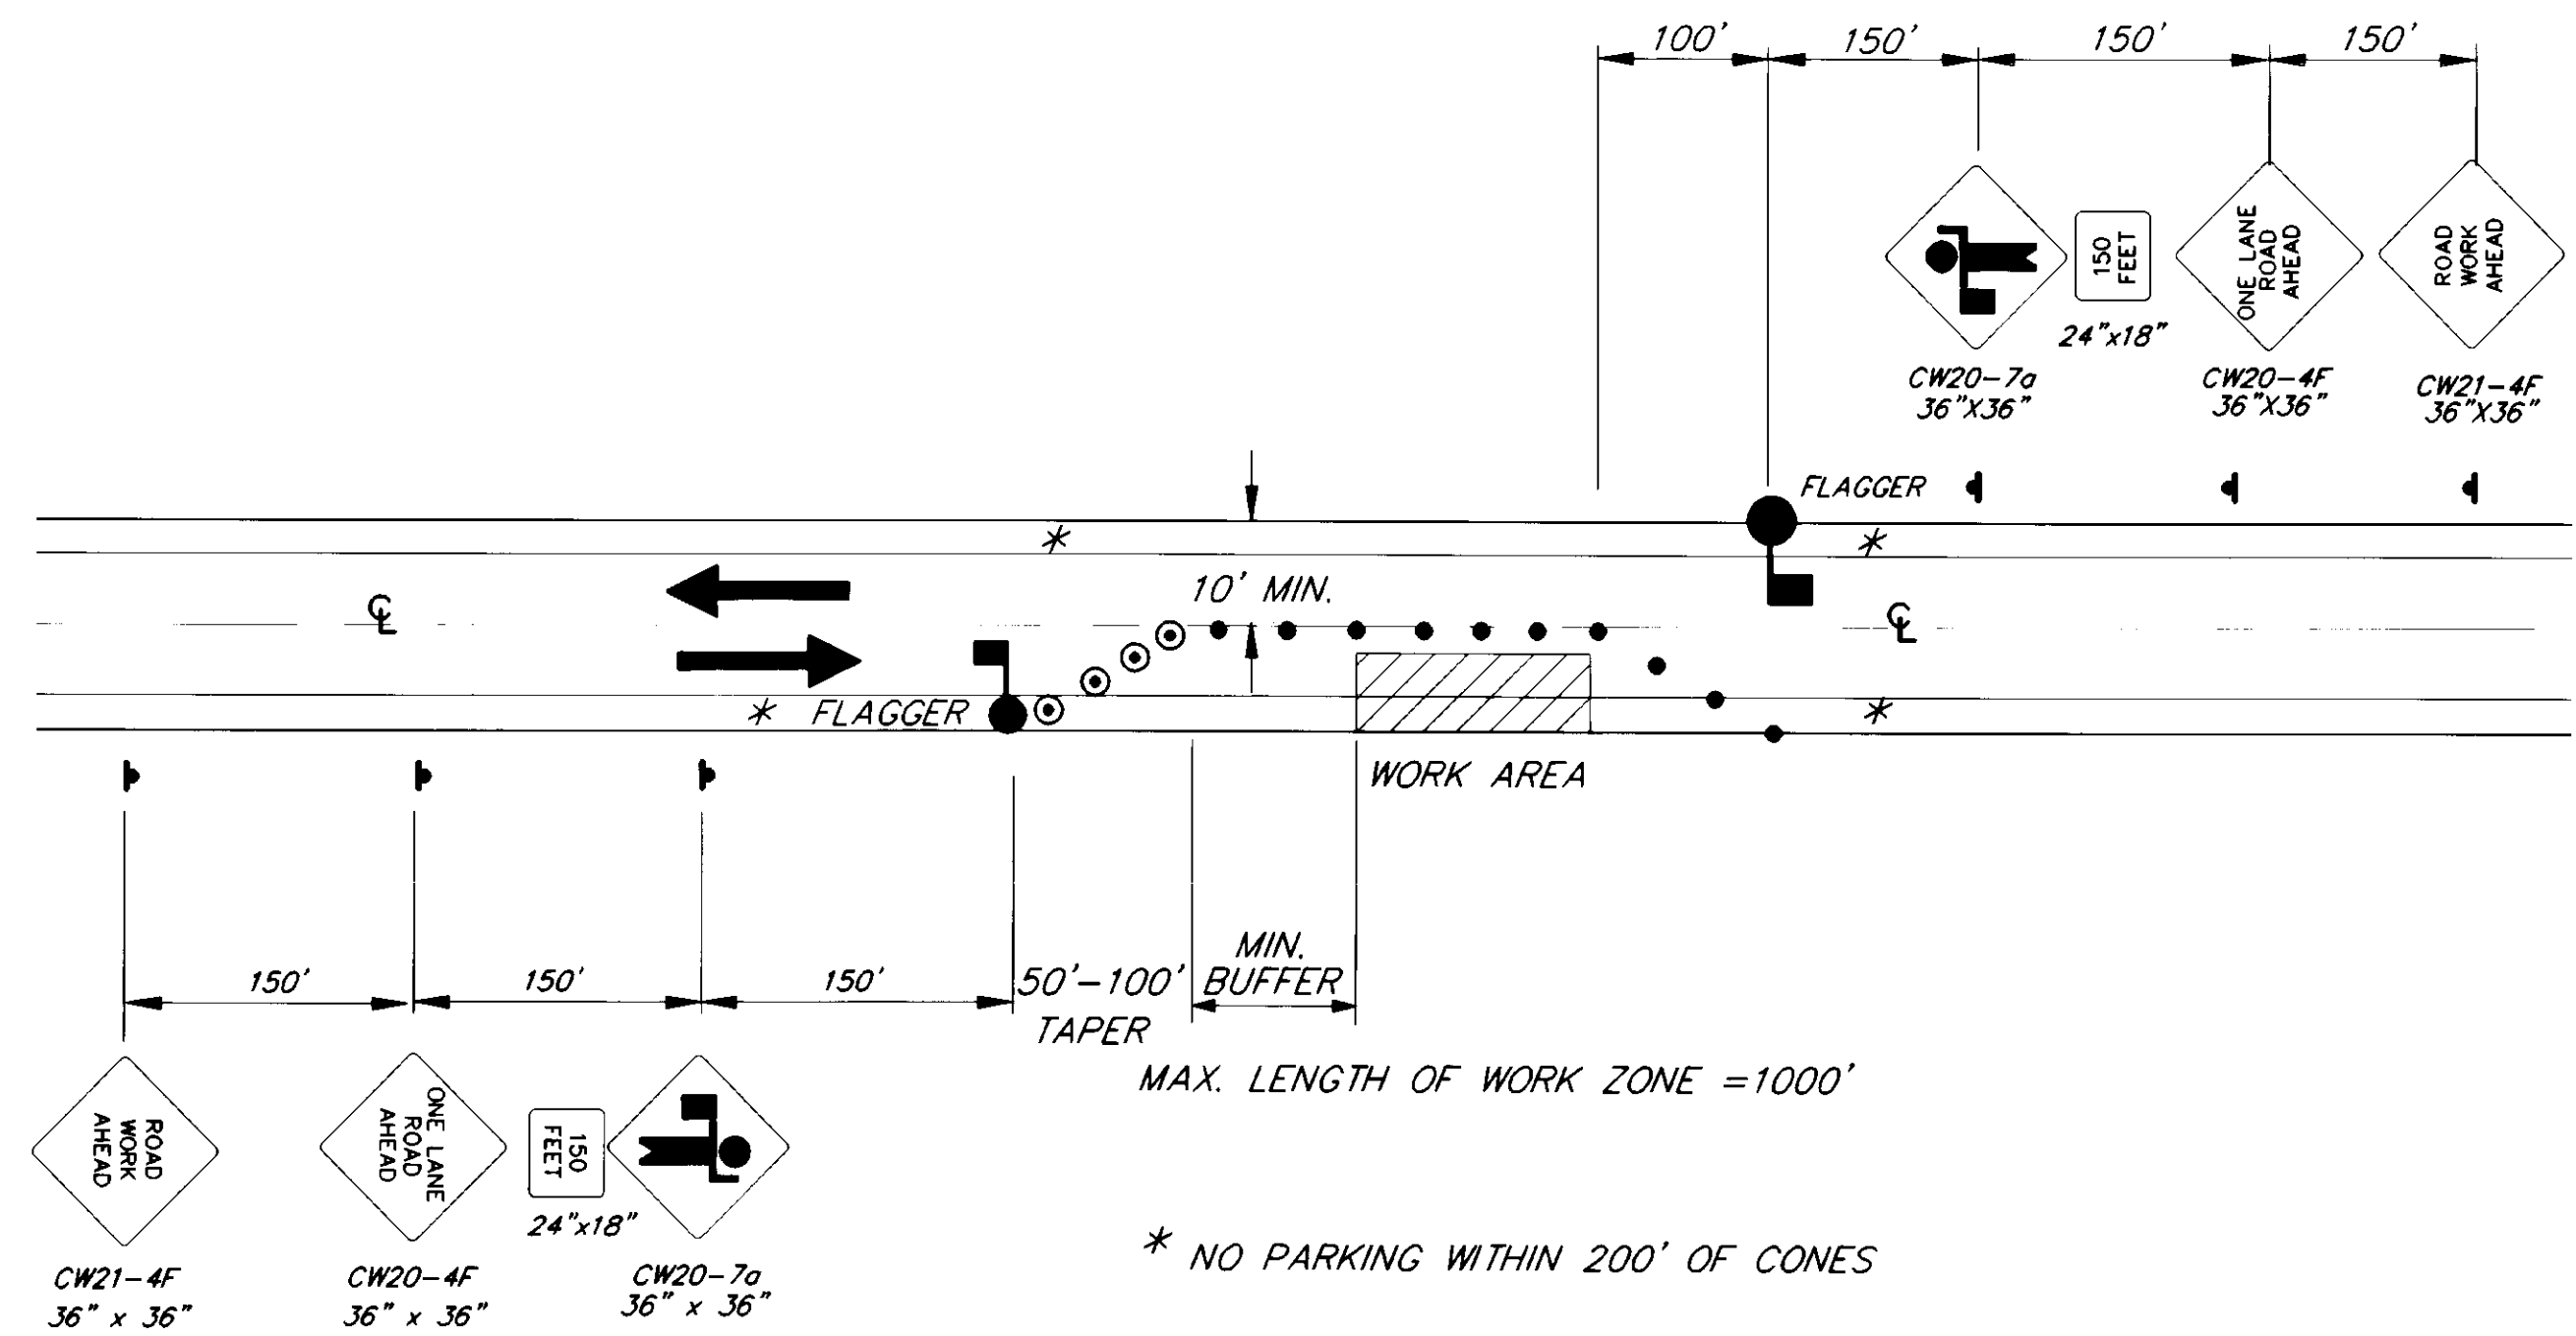 100' 150' 150' 150'
150
FEET
24"x18"
ONE LANE
ROAD
AHEAD
ROAD
WORK
AHEAD
CW20-7a
36"X36"
CW20-4F
36"X36"
CW21-4F
36"X36"
FLAGGER
*
*
10' MIN.
℄
℄
* FLAGGER
*
WORK AREA
150' 150' 150' 50'-100'
TAPER
MIN.
BUFFER
MAX. LENGTH OF WORK ZONE =1000'
ROAD
WORK
AHEAD
ONE LANE
ROAD
AHEAD
150
FEET
24"x18"
CW21-4F
36" x 36"
CW20-4F
36" x 36"
CW20-7a
36" x 36"
* NO PARKING WITHIN 200' OF CONES